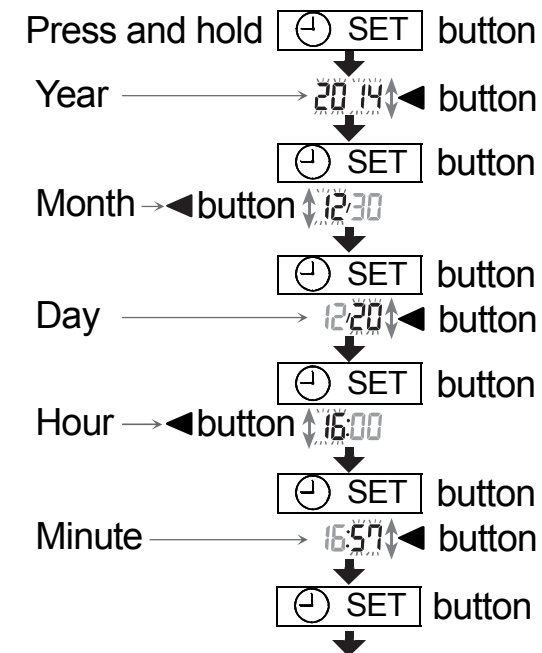 Press and hold SET button
Year → 20 14 ◀ button
SET button
Month → ◀ button 12/30
SET button
Day → 12/20 ◀ button
SET button
Hour → ◀ button 16:00
SET button
Minute → 16:57 ◀ button
SET button